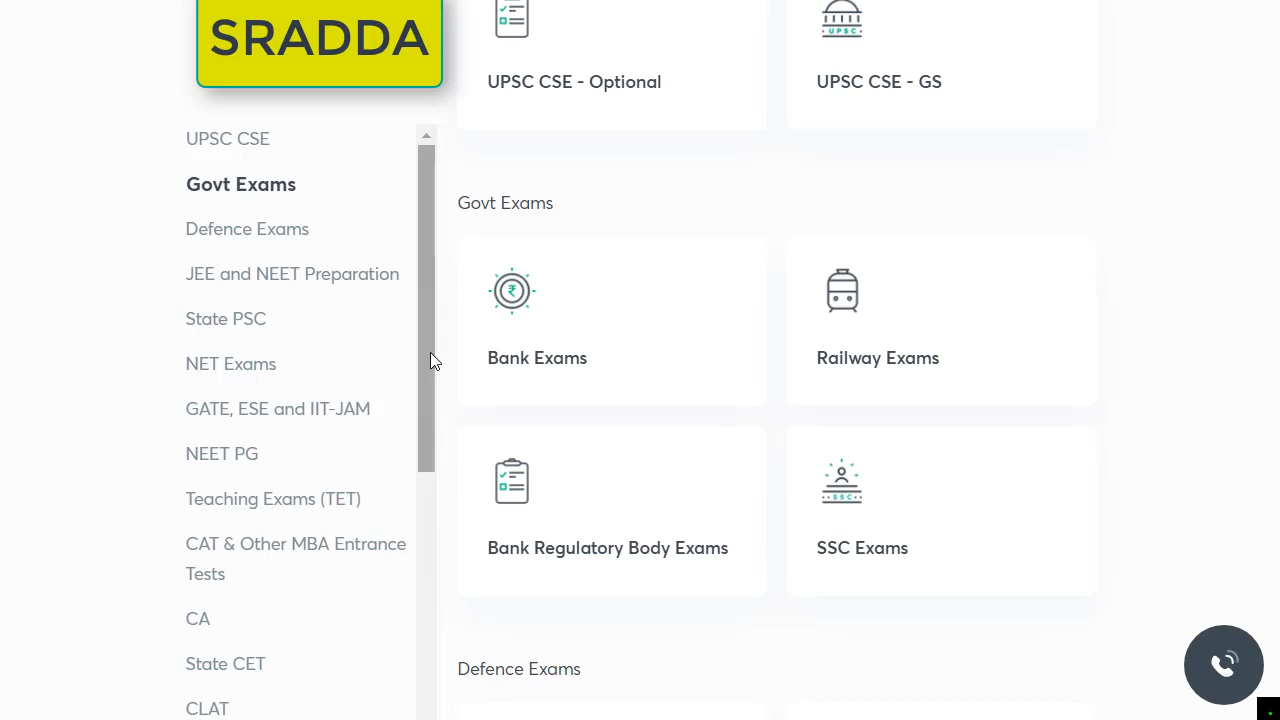 SRADDA
UPSC CSE
Govt Exams
Defence Exams
JEE and NEET Preparation
State PSC
NET Exams
GATE, ESE and IIT-JAM
NEET PG
Teaching Exams (TET)
CAT & Other MBA Entrance
Tests
CA
State CET
CLAT
UPSC
UPSC CSE - Optional
UPSC CSE - GS
Govt Exams
Bank Exams
Railway Exams
Bank Regulatory Body Exams
SSC
SSC Exams
Defence Exams